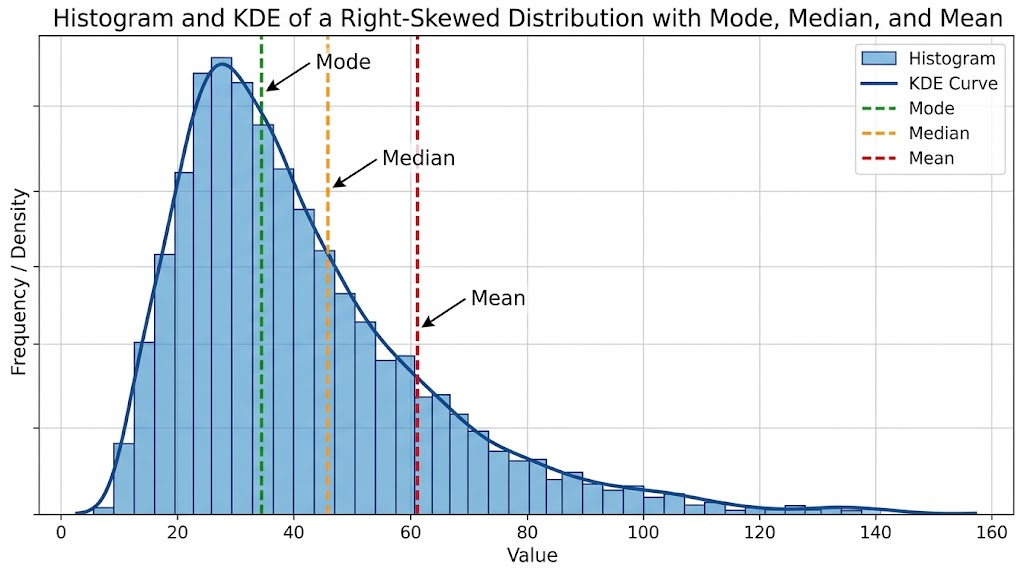 Histogram and KDE of a Right-Skewed Distribution with Mode, Median, and Mean
Histogram
KDE Curve
Mode
Median
Mean
Mode
Median
Mean
Frequency / Density
0 20 40 60 80 100 120 140 160
Value